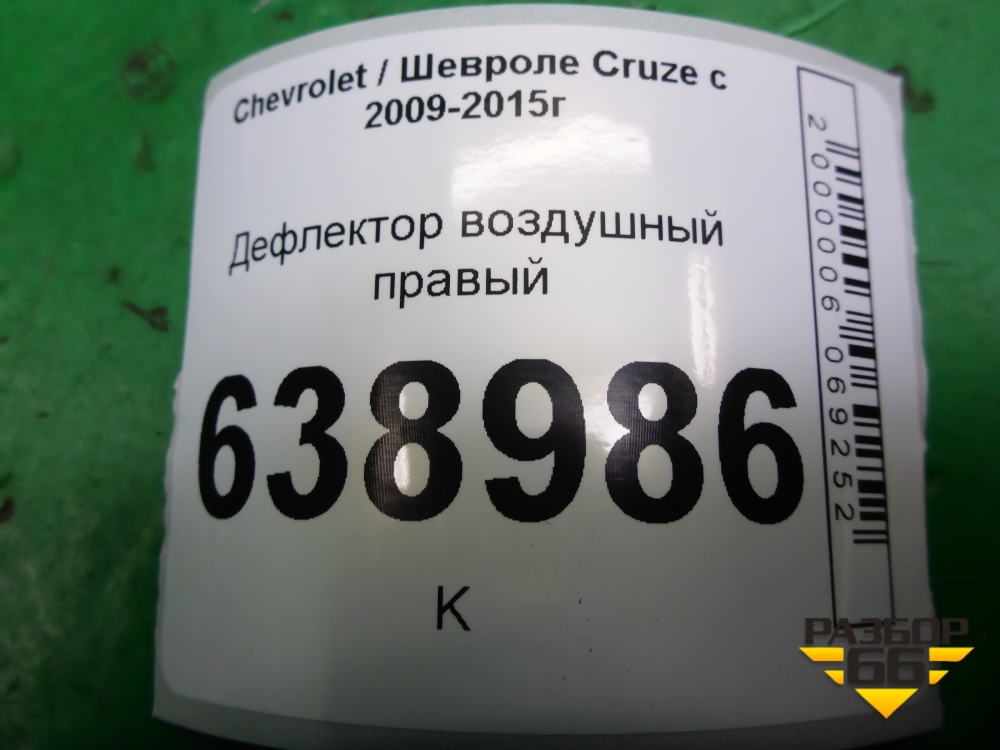 Chevrolet / Шевроле Cruze с
2009-2015г
Дефлектор воздушный
правый
638986
К
2000006069252
РАЗБОР
66